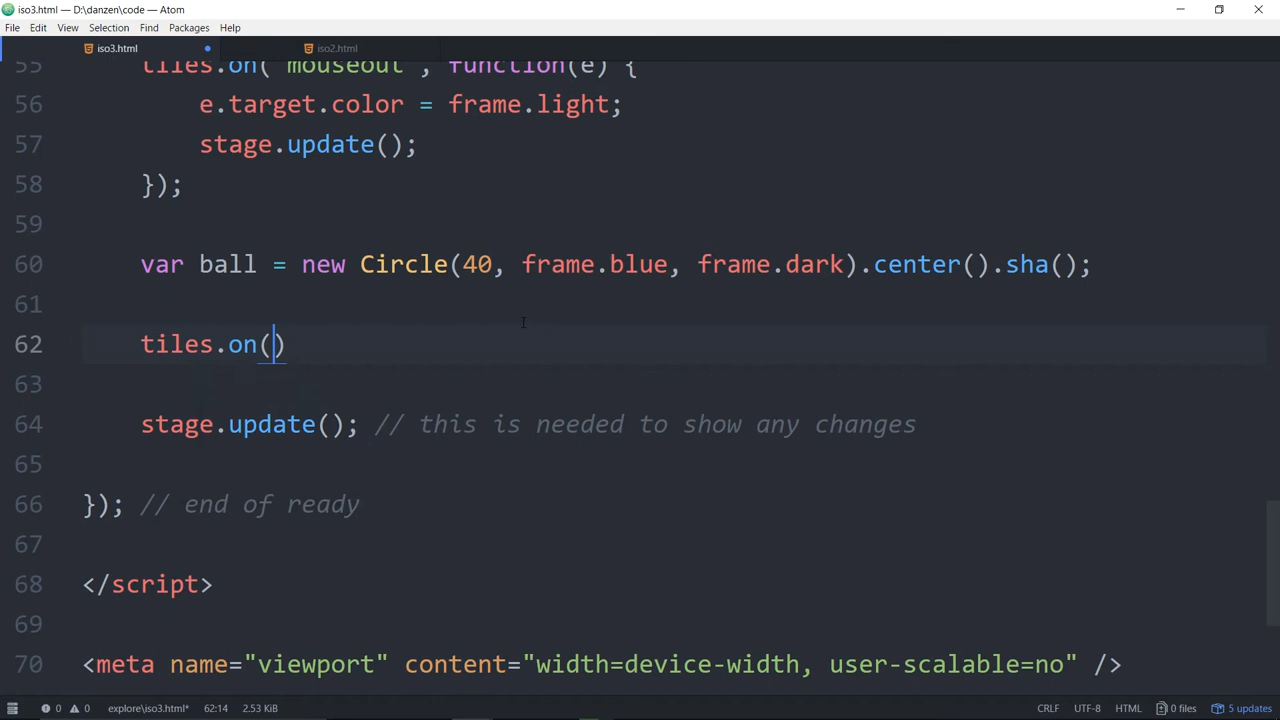 iso3.html — D:\danzen\code — Atom
File Edit View Selection Find Packages Help
iso3.html iso2.html
55 tiles.on("mouseout", function(e) {
56 e.target.color = frame.light;
57 stage.update();
58 });
59
60 var ball = new Circle(40, frame.blue, frame.dark).center().sha();
61
62 tiles.on()
63
64 stage.update(); // this is needed to show any changes
65
66 }); // end of ready
67
68 </script>
69
70 <meta name="viewport" content="width=device-width, user-scalable=no" />
0 0 explore\iso3.html* 62:14 2.53 KiB CRLF UTF-8 HTML 0 files 5 updates